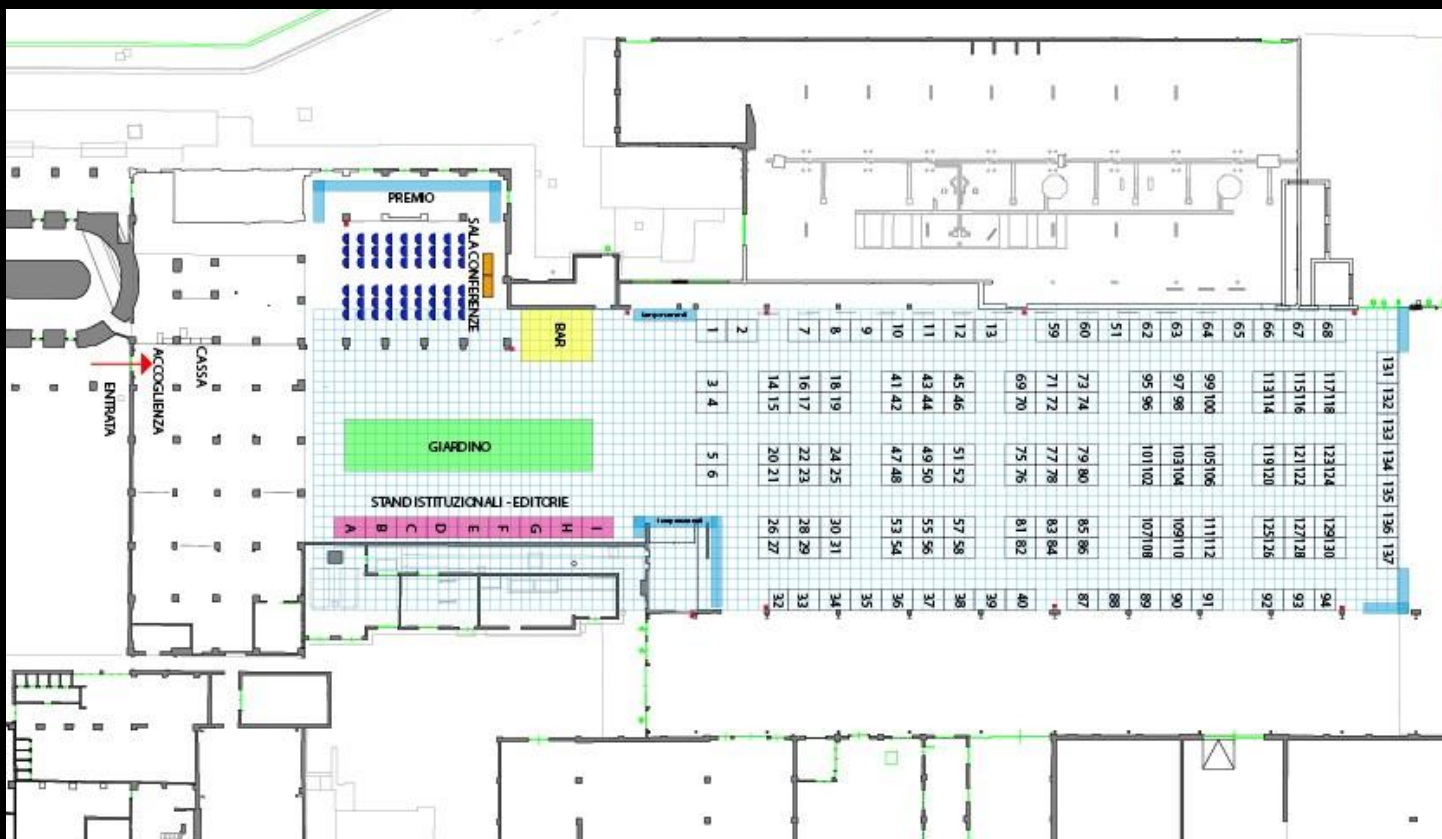 PREMIO
SALA CONFERENZE
BAR
CASSA
ACCOGLIENZA
ENTRATA
GIARDINO
STAND ISTITUZIONALI - EDITORIE
A B C D E F G H I
1 2 7 8 9 10 11 12 13 59 60 51 62 63 64 65 66 67 68
3 14 16 18 41 43 45 69 71 73 95 97 99 113 115 117
4 15 17 19 42 44 46 70 72 74 96 98 100 114 116 118
5 20 22 24 47 49 51 75 77 79 101 103 105 119 121 123
6 21 23 25 48 50 52 76 78 80 102 104 106 120 122 124
26 28 30 53 55 57 81 83 85 107 109 111 125 127 129
27 29 31 54 56 58 82 84 86 108 110 112 126 128 130
32 33 34 35 36 37 38 39 40 87 88 89 90 91 92 93 94
131
132
133
134
135
136
137